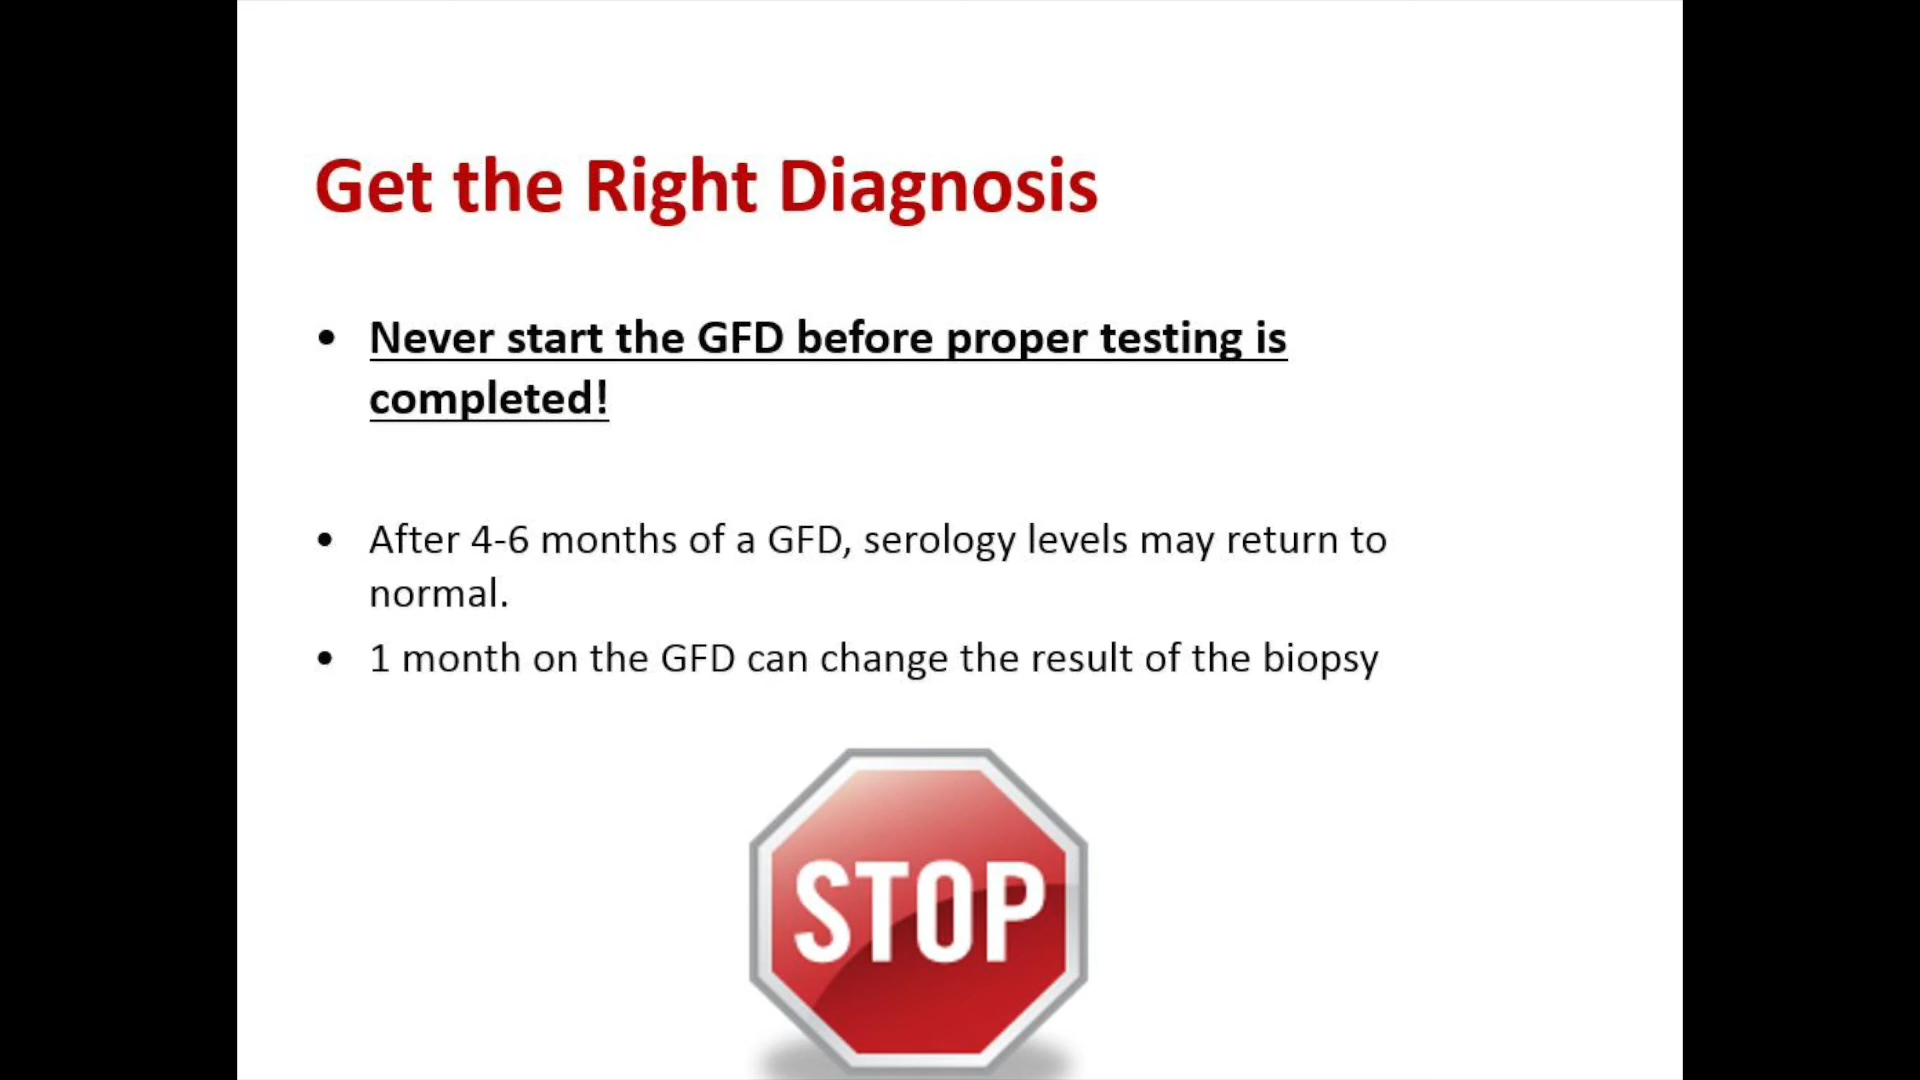 Get the Right Diagnosis
• Never start the GFD before proper testing is
completed!
• After 4-6 months of a GFD, serology levels may return to
normal.
• 1 month on the GFD can change the result of the biopsy
STOP